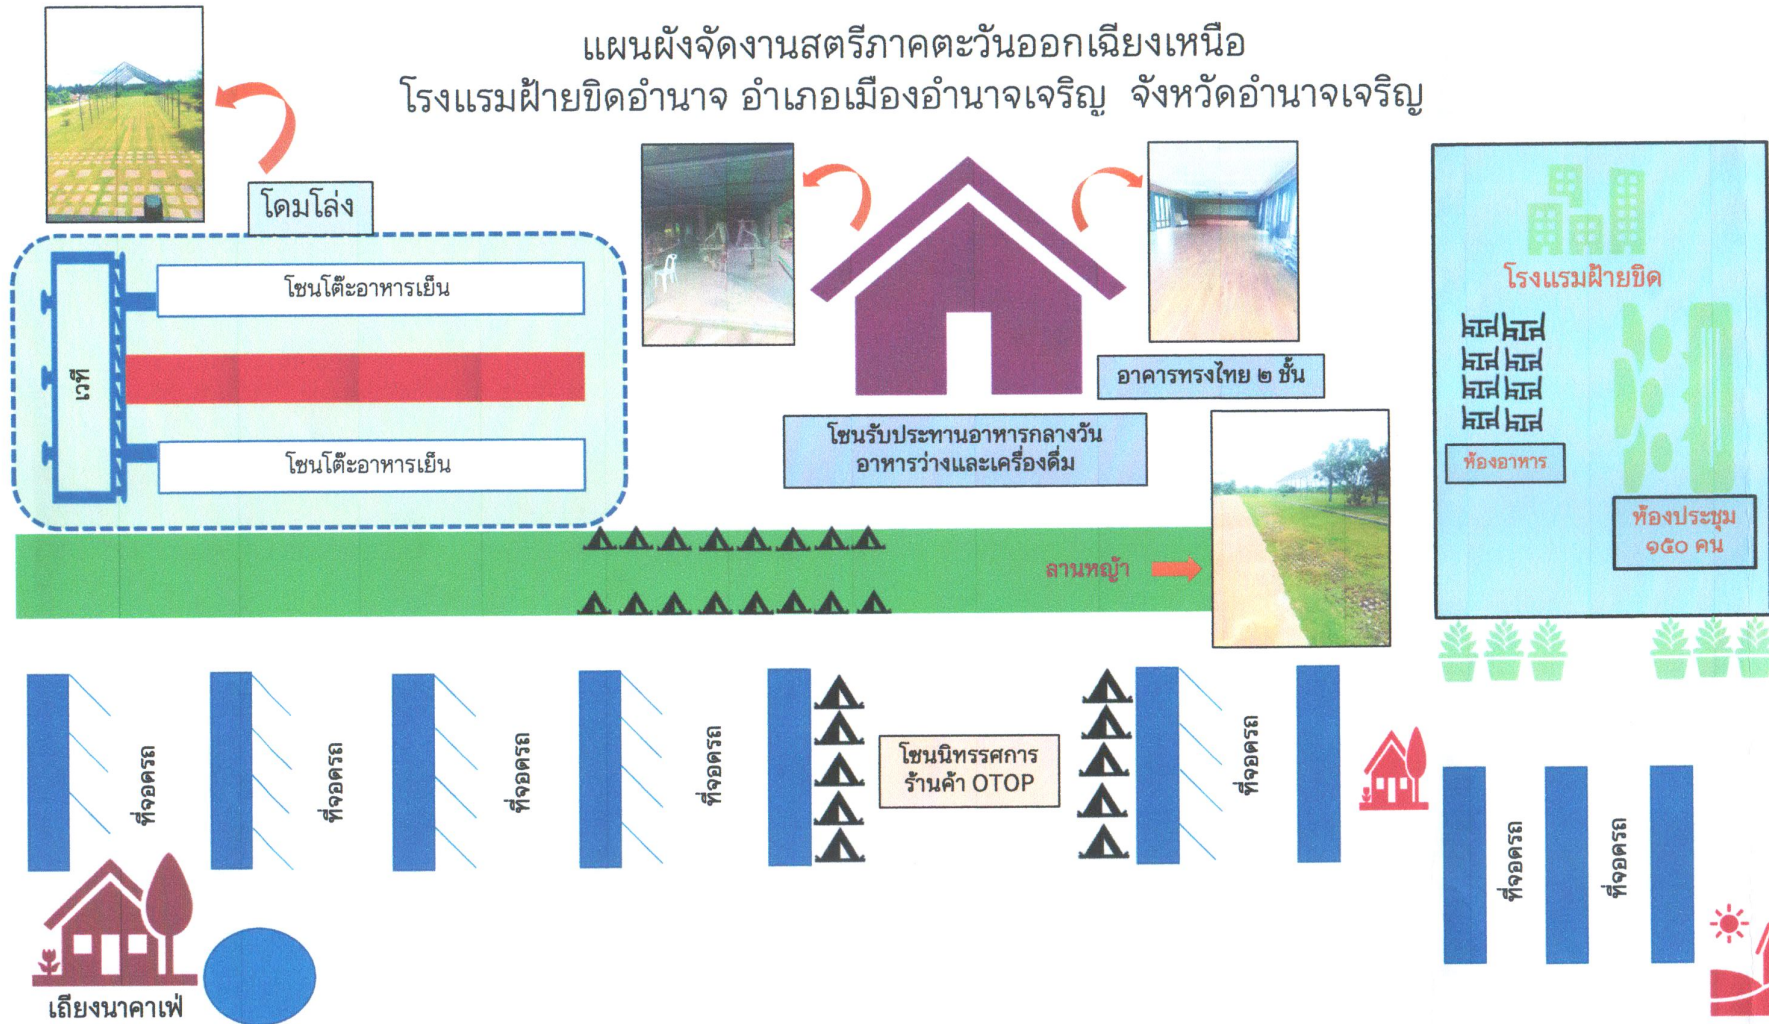 แผนผังจัดงานสตรีภาคตะวันออกเฉียงเหนือ
โรงแรมฝ้ายขิดอำนาจ อำเภอเมืองอำนาจเจริญ จังหวัดอำนาจเจริญ
โดมโล่ง
โซนโต๊ะอาหารเย็น
เวที
โซนโต๊ะอาหารเย็น
อาคารทรงไทย ๒ ชั้น
โซนรับประทานอาหารกลางวัน
อาหารว่างและเครื่องดื่ม
โรงแรมฝ้ายขิด
ห้องอาหาร
ห้องประชุม
๑๕๐ คน
ลานหญ้า
ที่จอดรถ
ที่จอดรถ
ที่จอดรถ
ที่จอดรถ
โซนนิทรรศการ
ร้านค้า OTOP
ที่จอดรถ
ที่จอดรถ
ที่จอดรถ
เถียงนาคาเฟ่